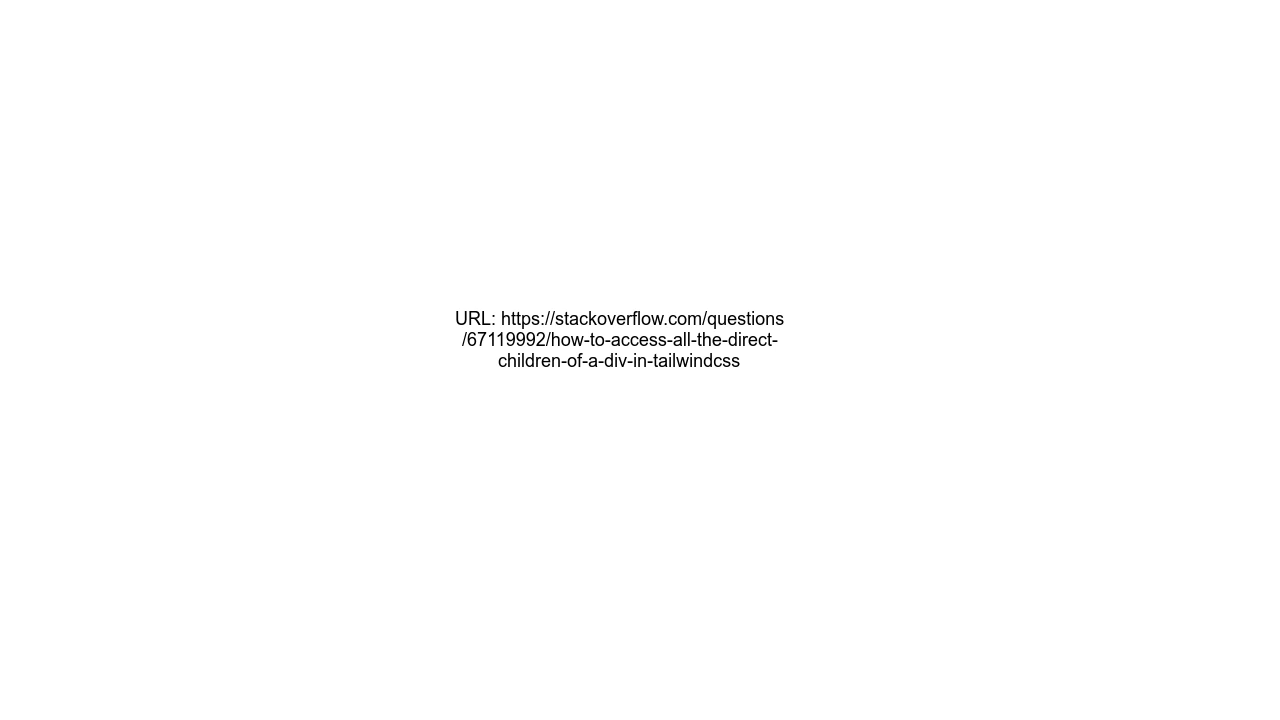 URL: https://stackoverflow.com/questions
/67119992/how-to-access-all-the-direct-
children-of-a-div-in-tailwindcss